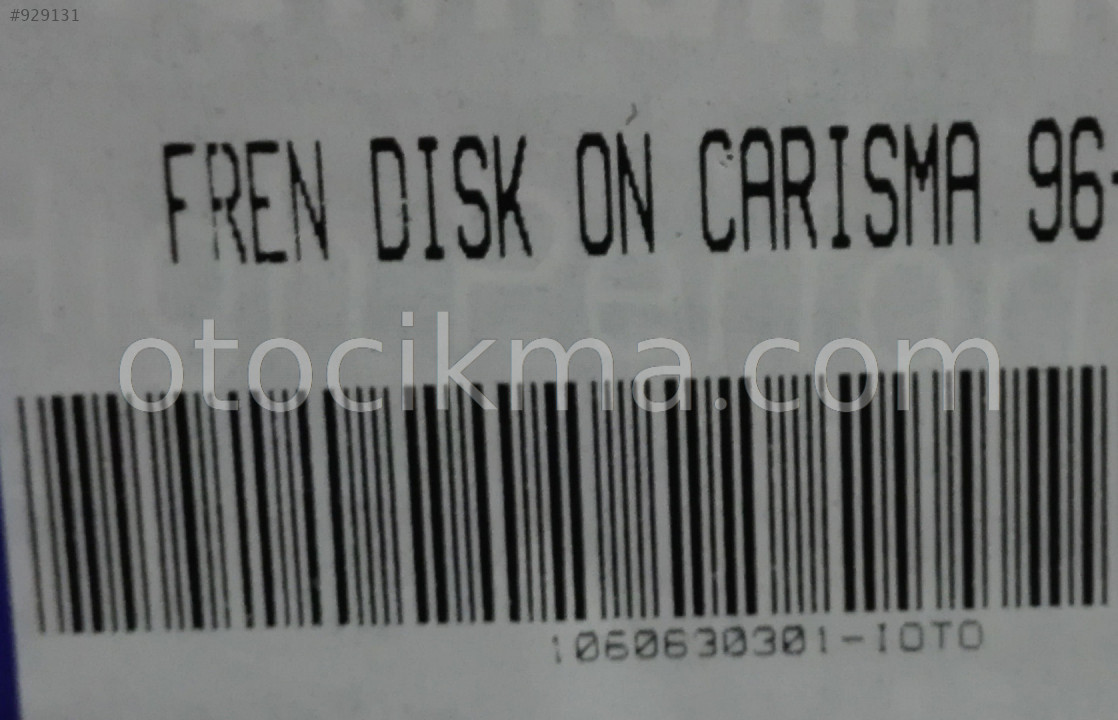 #929131
FREN DISK ON CARISMA 96-
otocikma.com
1060630301-IOTO